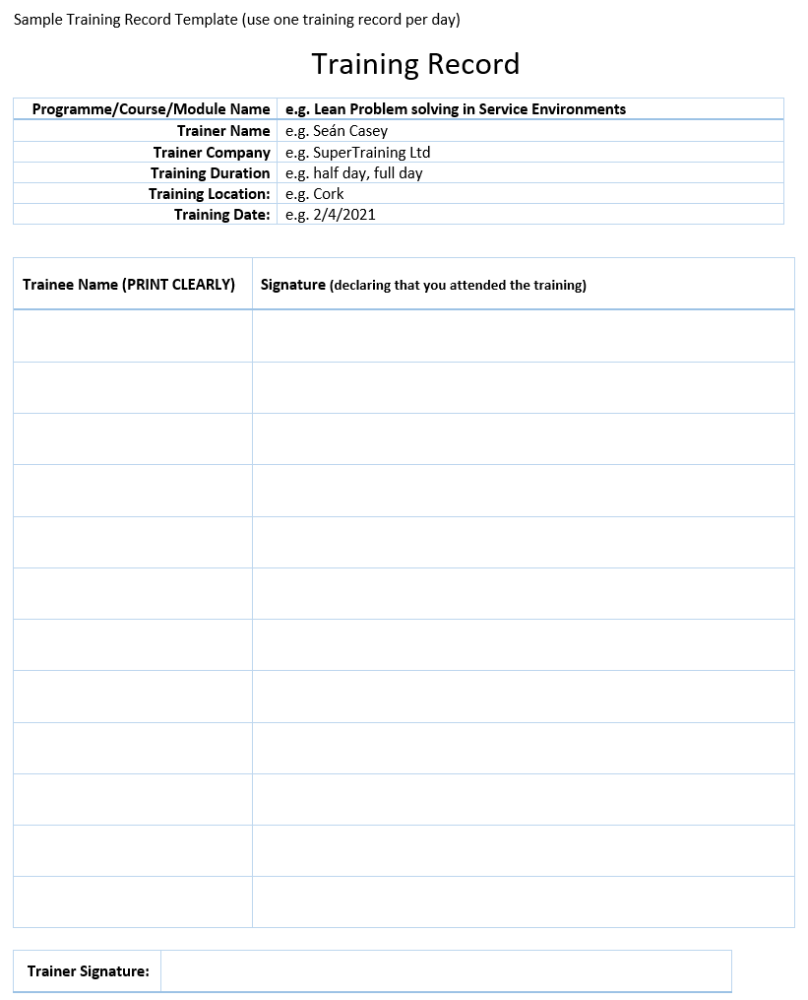 Sample Training Record Template (use one training record per day)
Training Record
Programme/Course/Module Name e.g. Lean Problem solving in Service Environments
Trainer Name e.g. Seán Casey
Trainer Company e.g. SuperTraining Ltd
Training Duration e.g. half day, full day
Training Location: e.g. Cork
Training Date: e.g. 2/4/2021
Trainee Name (PRINT CLEARLY) Signature (declaring that you attended the training)
Trainer Signature: